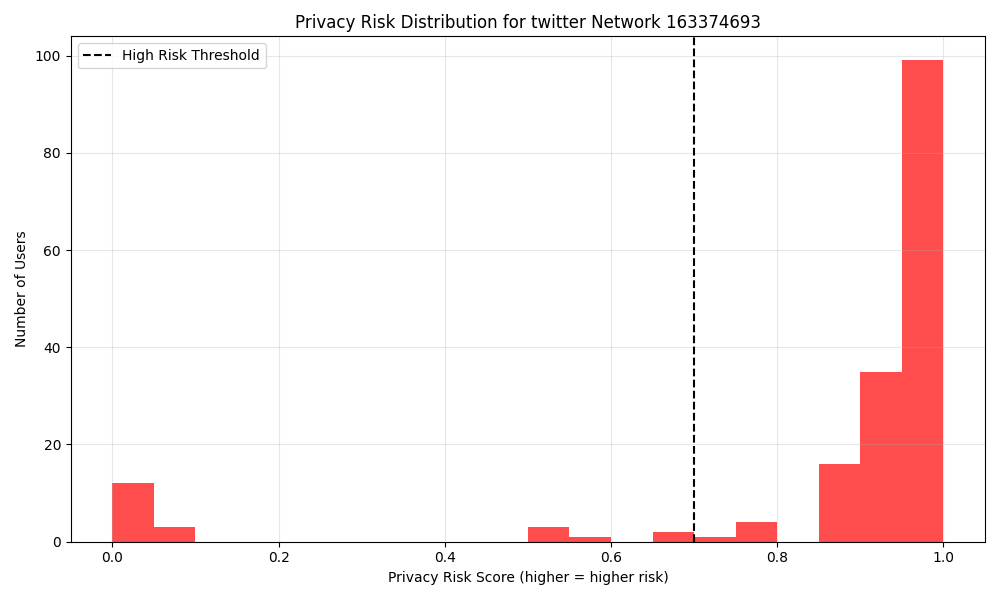 Privacy Risk Distribution for twitter Network 163374693
High Risk Threshold
100
80
60
40
20
0
Number of Users
0.0 0.2 0.4 0.6 0.8 1.0
Privacy Risk Score (higher = higher risk)